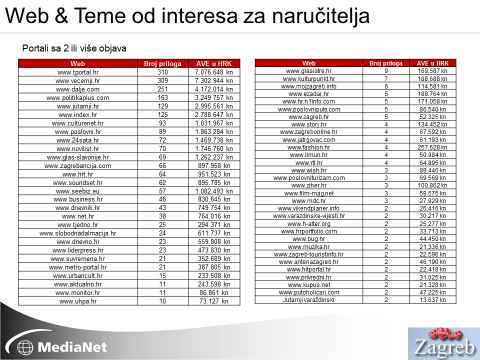 Web & Teme od interesa za naručitelja
Portali sa 2 ili više objava
Web Broj priloga AVE u HRK
www.tportal.hr 310 7.076.648 kn
www.vecernji.hr 309 7.302.944 kn
www.dalje.com 251 4.172.014 kn
www.politikaplus.com 163 3.249.757 kn
www.jutarnji.hr 129 2.995.561 kn
www.index.hr 125 2.788.647 kn
www.culturenet.hr 93 1.031.967 kn
www.poslovni.hr 89 1.863.284 kn
www.24sata.hr 72 1.469.738 kn
www.novilist.hr 70 1.746.760 kn
www.glas-slavonije.hr 69 1.262.237 kn
www.zagrebancija.com 66 897.958 kn
www.hrt.hr 64 951.523 kn
www.soundset.hr 62 895.785 kn
www.seebiz.eu 57 1.082.493 kn
www.business.hr 46 830.645 kn
www.dnevnik.hr 43 749.754 kn
www.net.hr 38 764.016 kn
www.tjedno.hr 25 294.371 kn
www.slobodnadalmacija.hr 24 611.737 kn
www.dnevno.hr 23 559.808 kn
www.liderpress.hr 23 473.830 kn
www.suvremena.hr 21 352.689 kn
www.metro-portal.hr 21 387.805 kn
www.urbancult.hr 15 233.508 kn
www.aktualno.hr 11 243.598 kn
www.monitor.hr 11 86.861 kn
www.uhpa.hr 10 73.127 kn
Web Broj priloga AVE u HRK
www.glasistre.hr 9 169.587 kn
www.kulturpunkt.hr 7 188.688 kn
www.mojzagreb.info 6 114.581 kn
www.ezadar.hr 5 188.764 kn
www.hr.n1info.com 5 171.058 kn
www.poslovnipuls.com 5 86.540 kn
www.zagreb.hr 5 52.325 kn
www.story.hr 4 134.452 kn
www.zagrebonline.hr 4 67.592 kn
www.jatrgovac.com 4 61.193 kn
www.fashion.hr 4 257.628 kn
www.limun.hr 4 50.984 kn
www.rtl.hr 4 64.895 kn
www.wish.hr 3 89.446 kn
www.poslovniturizam.com 3 69.569 kn
www.ziher.hr 3 100.862 kn
www.film-mag.net 3 59.575 kn
www.mdc.hr 3 27.929 kn
www.vikendplaner.info 2 26.416 kn
www.varazdinske-vijesti.hr 2 30.217 kn
www.h-alter.org 2 25.277 kn
www.hrportfolio.com 2 33.713 kn
www.bug.hr 2 44.450 kn
www.muzika.hr 2 21.336 kn
www.zagreb-touristinfo.hr 2 22.596 kn
www.antenazagreb.hr 2 46.190 kn
www.hitportal.hr 2 22.418 kn
www.privredni.hr 2 31.025 kn
www.kupus.net 2 21.328 kn
www.putoholicari.com 2 47.225 kn
Jutarnji varaždinski 2 13.637 kn
MediaNet
Zagreb